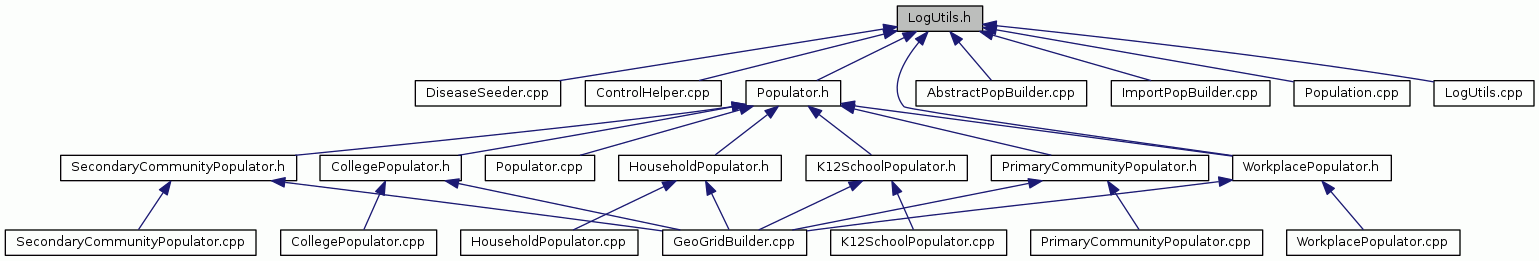 LogUtils.h
DiseaseSeeder.cpp
ControlHelper.cpp
Populator.h
AbstractPopBuilder.cpp
ImportPopBuilder.cpp
Population.cpp
LogUtils.cpp
SecondaryCommunityPopulator.h
CollegePopulator.h
Populator.cpp
HouseholdPopulator.h
K12SchoolPopulator.h
PrimaryCommunityPopulator.h
WorkplacePopulator.h
SecondaryCommunityPopulator.cpp
CollegePopulator.cpp
HouseholdPopulator.cpp
GeoGridBuilder.cpp
K12SchoolPopulator.cpp
PrimaryCommunityPopulator.cpp
WorkplacePopulator.cpp